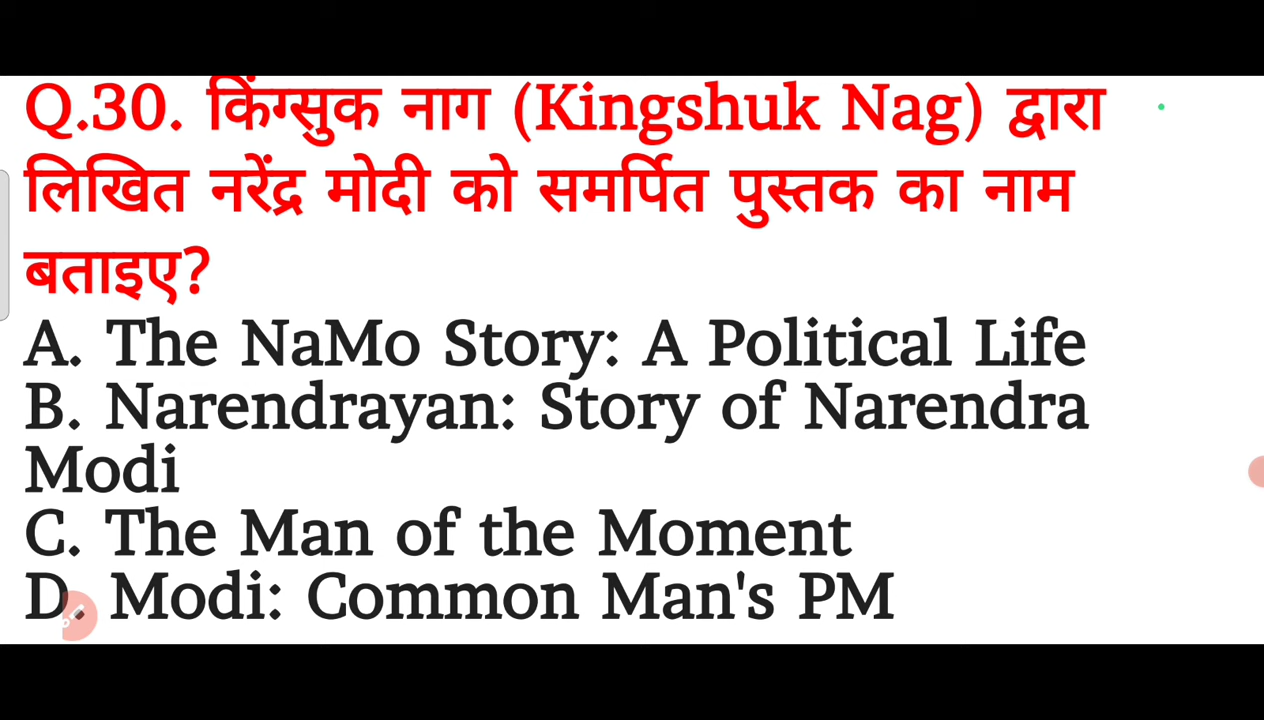 Q.30. किंग्सुक नाग (Kingshuk Nag) द्वारा
लिखित नरेंद्र मोदी को समर्पित पुस्तक का नाम
बताइए?
A. The NaMo Story: A Political Life
B. Narendrayan: Story of Narendra
Modi
C. The Man of the Moment
D. Modi: Common Man's PM